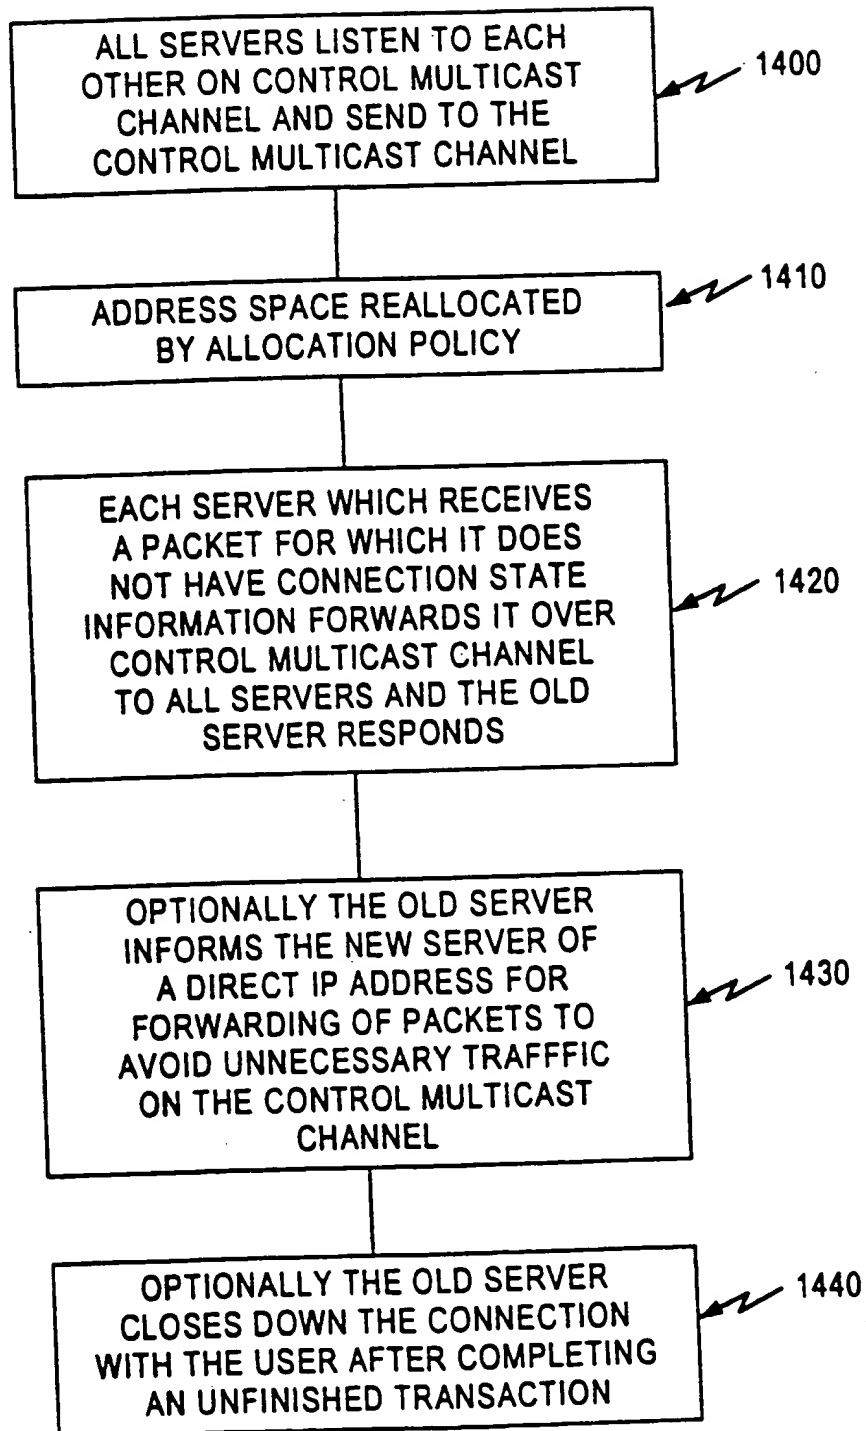 ALL SERVERS LISTEN TO EACH
OTHER ON CONTROL MULTICAST
CHANNEL AND SEND TO THE
CONTROL MULTICAST CHANNEL
1400
ADDRESS SPACE REALLOCATED
BY ALLOCATION POLICY
1410
EACH SERVER WHICH RECEIVES
A PACKET FOR WHICH IT DOES
NOT HAVE CONNECTION STATE
INFORMATION FORWARDS IT OVER
CONTROL MULTICAST CHANNEL
TO ALL SERVERS AND THE OLD
SERVER RESPONDS
1420
OPTIONALLY THE OLD SERVER
INFORMS THE NEW SERVER OF
A DIRECT IP ADDRESS FOR
FORWARDING OF PACKETS TO
AVOID UNNECESSARY TRAFFFIC
ON THE CONTROL MULTICAST
CHANNEL
1430
OPTIONALLY THE OLD SERVER
CLOSES DOWN THE CONNECTION
WITH THE USER AFTER COMPLETING
AN UNFINISHED TRANSACTION
1440